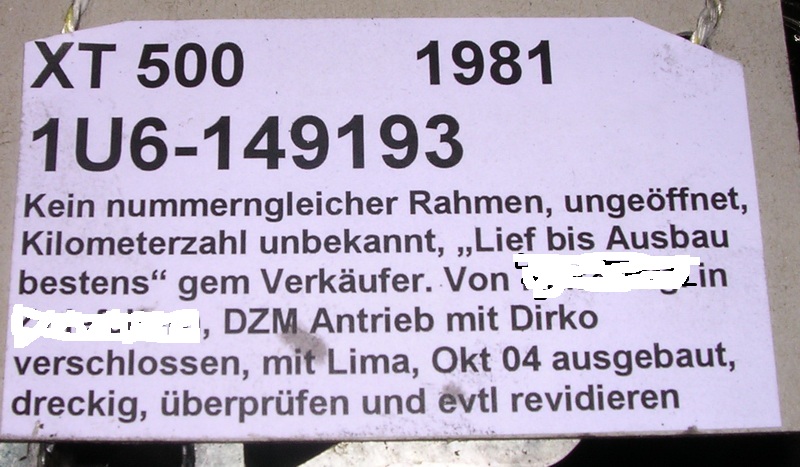 XT 500 1981
1U6-149193
Kein nummerngleicher Rahmen, ungeöffnet,
Kilometerzahl unbekannt, „Lief bis Ausbau
bestens“ gem Verkäufer. Von in
, DZM Antrieb mit Dirko
verschlossen, mit Lima, Okt 04 ausgebaut,
dreckig, überprüfen und evtl revidieren